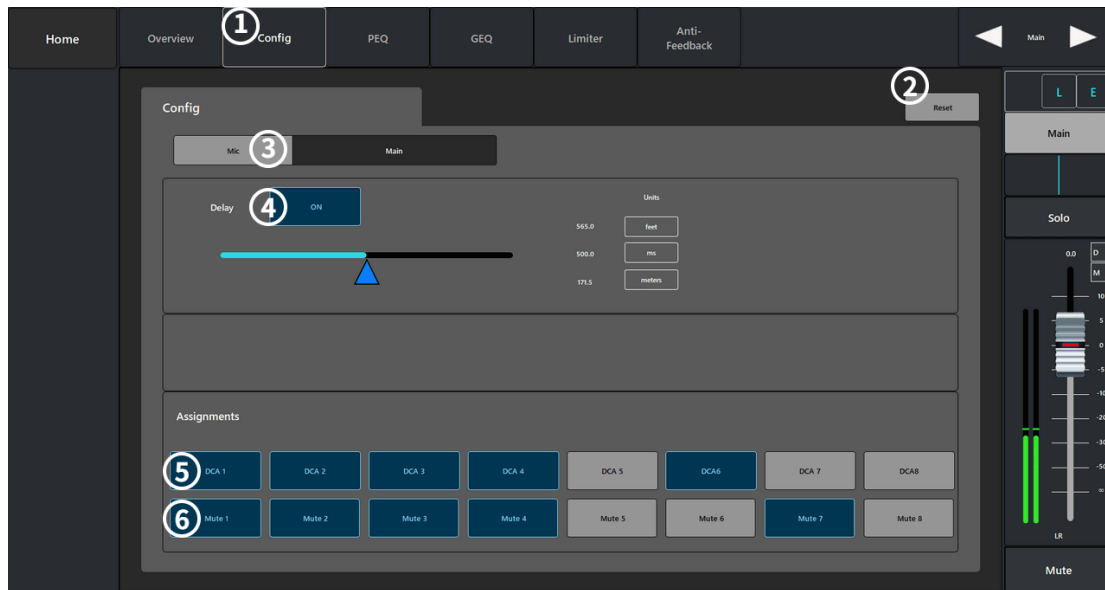 Home
Overview
1
Config
PEQ
GEQ
Limiter
Anti-
Feedback
Main
L E
Config
2
Reset
Main
Mic
3
Main
Delay
4
ON
Units
565.0 feet
500.0 ms
171.5 meters
Solo
0.0 D
M
10
5
0
-5
-10
-20
-30
-50
∞
LR
Assignments
5
DCA 1 DCA 2 DCA 3 DCA 4 DCA 5 DCA6 DCA 7 DCA8
6
Mute 1 Mute 2 Mute 3 Mute 4 Mute 5 Mute 6 Mute 7 Mute 8
Mute